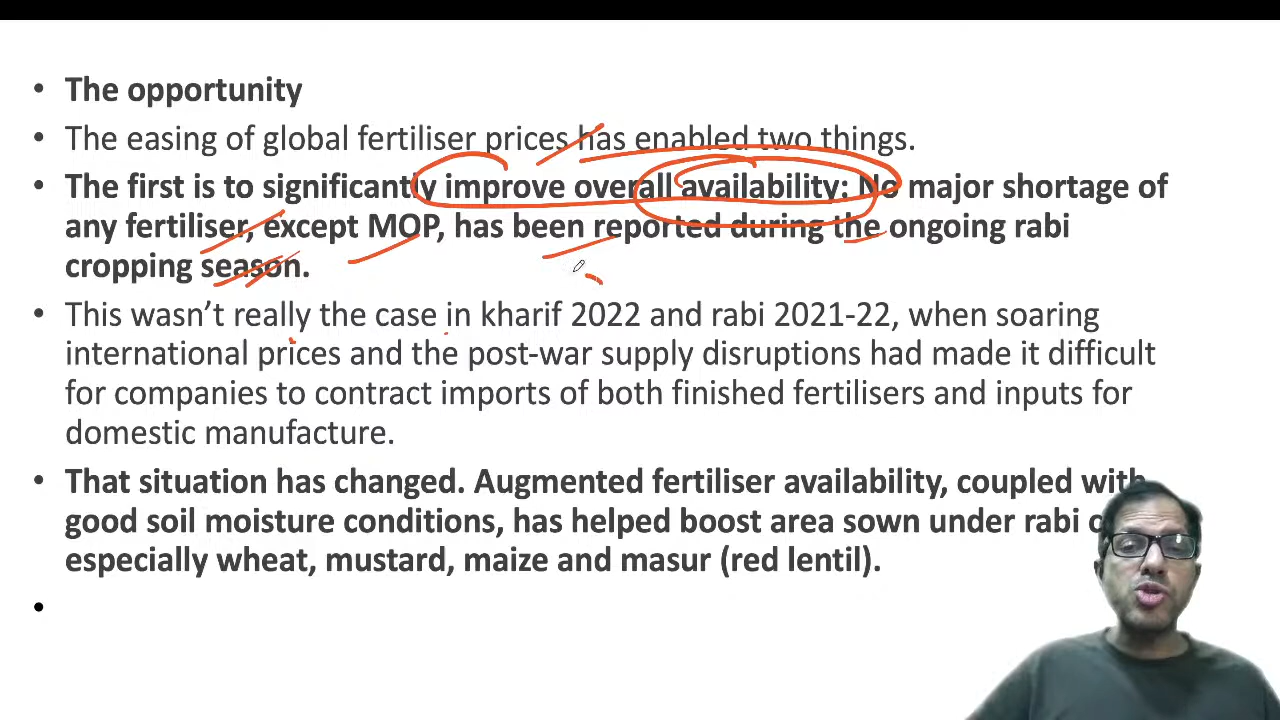 • The opportunity
• The easing of global fertiliser prices has enabled two things.
• The first is to significantly improve overall availability: No major shortage of
any fertiliser, except MOP, has been reported during the ongoing rabi
cropping season.
• This wasn’t really the case in kharif 2022 and rabi 2021-22, when soaring
international prices and the post-war supply disruptions had made it difficult
for companies to contract imports of both finished fertilisers and inputs for
domestic manufacture.
• That situation has changed. Augmented fertiliser availability, coupled with
good soil moisture conditions, has helped boost area sown under rabi
especially wheat, mustard, maize and masur (red lentil).
•